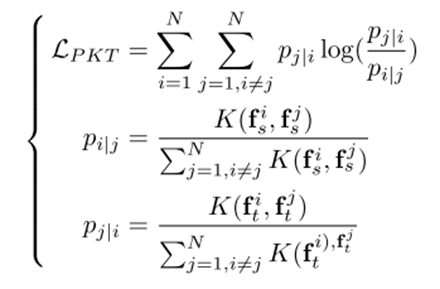 \mathcal{L}_{PKT} = \sum_{i=1}^{N} \sum_{j=1, i \neq j}^{N} p_{j|i} \log(\frac{p_{j|i}}{p_{i|j}})
p_{i|j} = \frac{K(\mathbf{f}_s^i, \mathbf{f}_s^j)}{\sum_{j=1, i \neq j}^{N} K(\mathbf{f}_s^i, \mathbf{f}_s^j)}
p_{j|i} = \frac{K(\mathbf{f}_t^i, \mathbf{f}_t^j)}{\sum_{j=1, i \neq j}^{N} K(\mathbf{f}_t^{i), \mathbf{f}_t^j}}